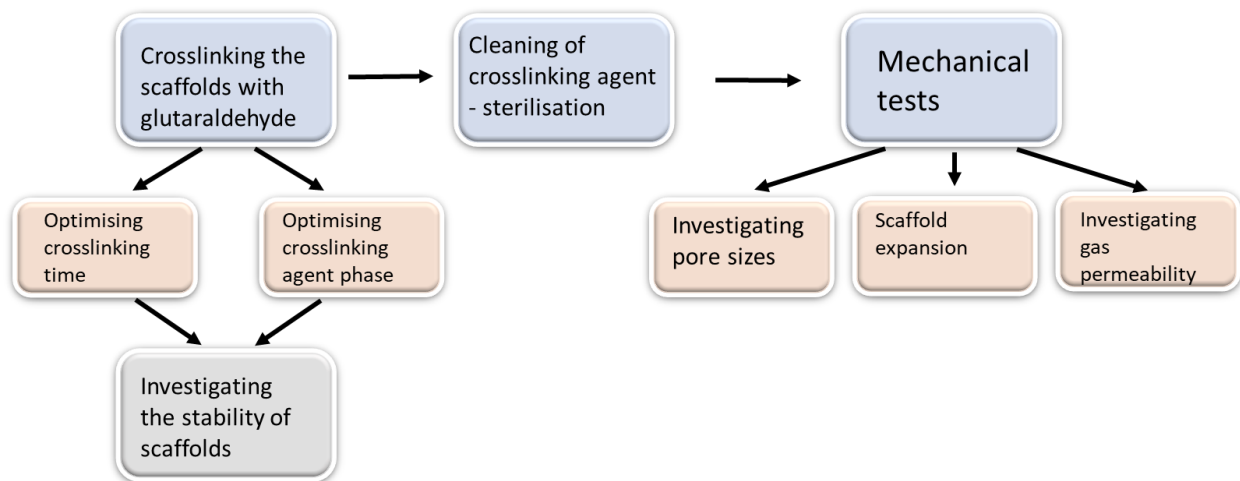 Crosslinking the
scaffolds with
glutaraldehyde
Cleaning of
crosslinking agent
- sterilisation
Mechanical
tests
Optimising
crosslinking
time
Optimising
crosslinking
agent phase
Investigating
pore sizes
Scaffold
expansion
Investigating
gas
permeability
Investigating
the stability of
scaffolds